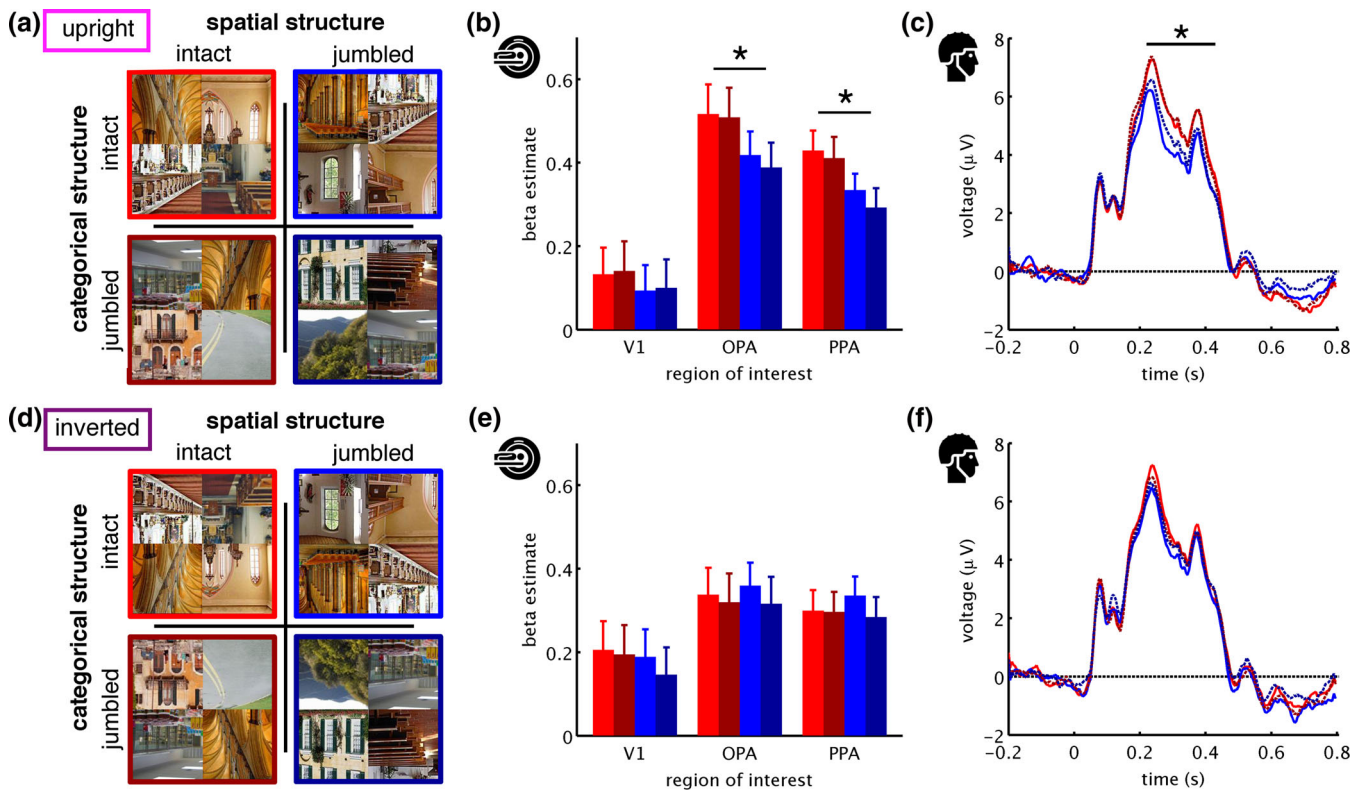 (a)
upright
spatial structure
intact
jumbled
categorical structure
intact
jumbled
(b)
*
*
beta estimate
0.6
0.4
0.2
0
V1
OPA
PPA
region of interest
(c)
*
voltage (μ V)
8
6
4
2
0
−2
−0.2
0
0.2
0.4
0.6
0.8
time (s)
(d)
inverted
spatial structure
intact
jumbled
categorical structure
intact
jumbled
(e)
beta estimate
0.6
0.4
0.2
0
V1
OPA
PPA
region of interest
(f)
voltage (μ V)
8
6
4
2
0
−2
−0.2
0
0.2
0.4
0.6
0.8
time (s)